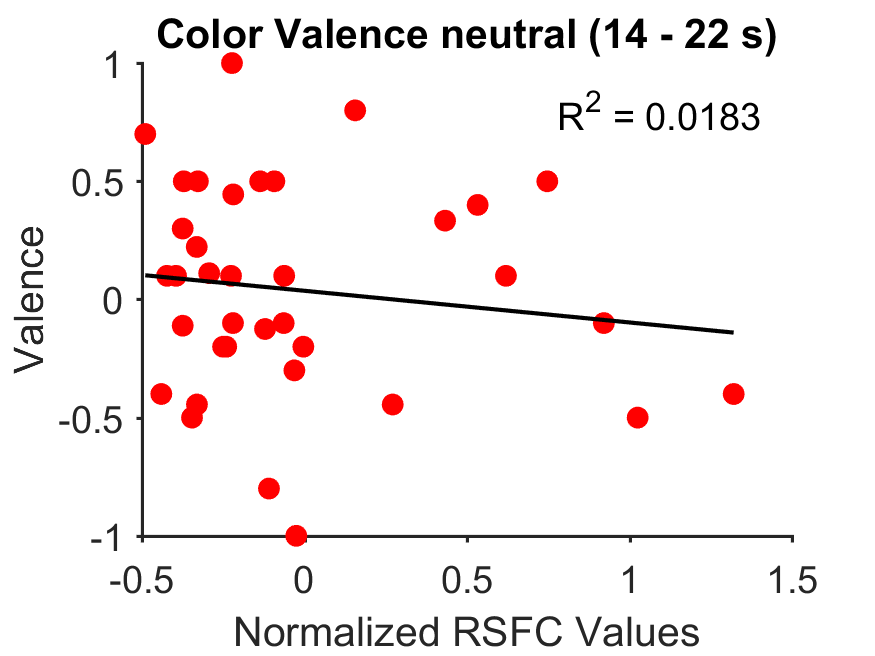 Color Valence neutral (14 - 22 s)
R² = 0.0183
1
0.5
0
-0.5
-1
Valence
-0.5 0 0.5 1 1.5
Normalized RSFC Values